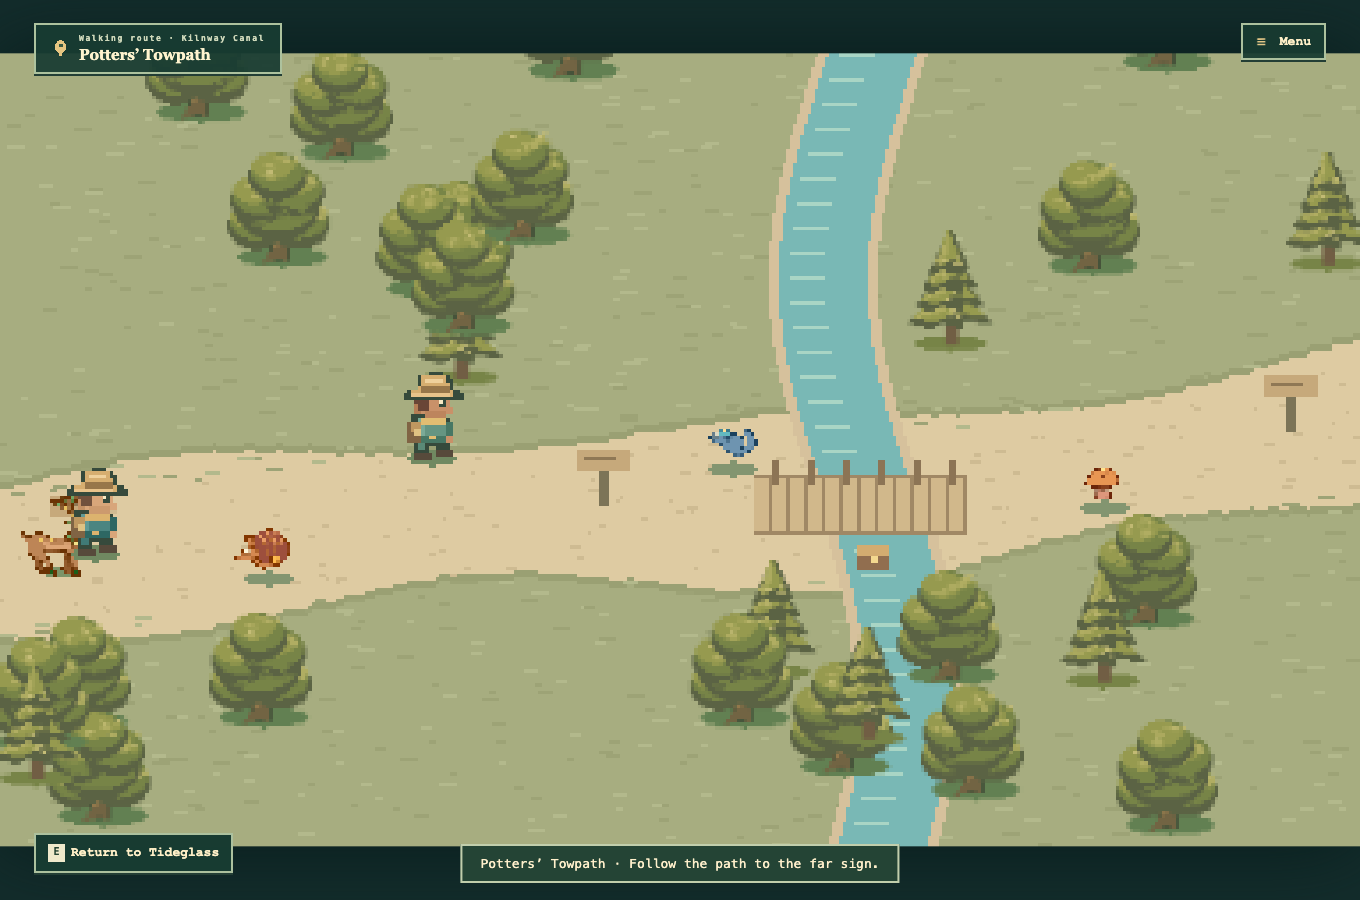 Walking route · Kilnway Canal
Potters’ Towpath
≡ Menu
E Return to Tideglass
Potters’ Towpath · Follow the path to the far sign.